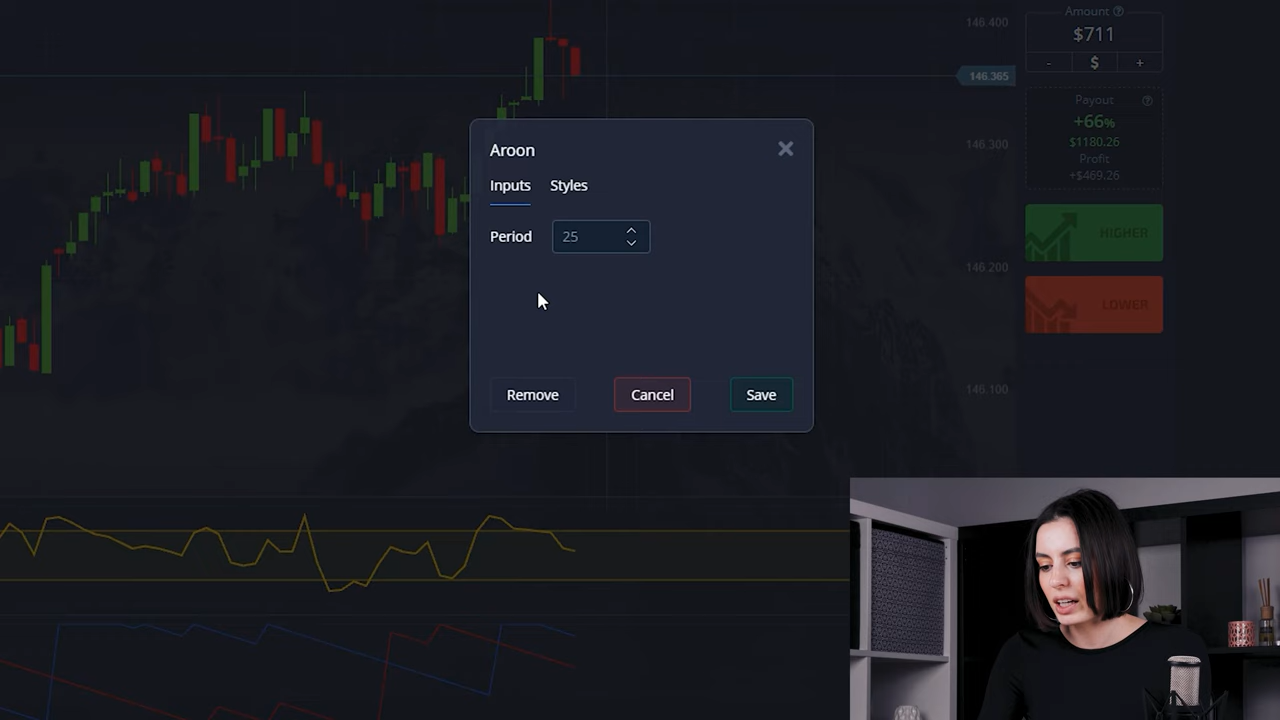 146.400
146.365
146.300
146.200
146.100
Amount
$711
- $ +
Payout
+66%
$1180.26
Profit
+$469.26
HIGHER
LOWER
Aroon
Inputs Styles
Period 25
Remove Cancel Save